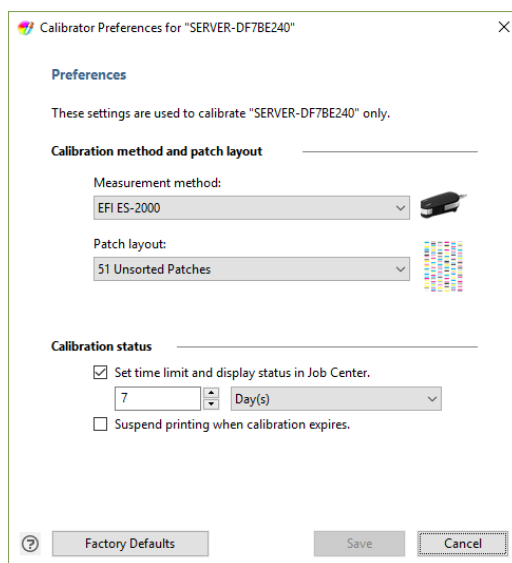 Calibrator Preferences for "SERVER-DF7BE240"
Preferences
These settings are used to calibrate "SERVER-DF7BE240" only.
Calibration method and patch layout
Measurement method:
EFI ES-2000
Patch layout:
51 Unsorted Patches
Calibration status
Set time limit and display status in Job Center.
7 Day(s)
Suspend printing when calibration expires.
? Factory Defaults Save Cancel